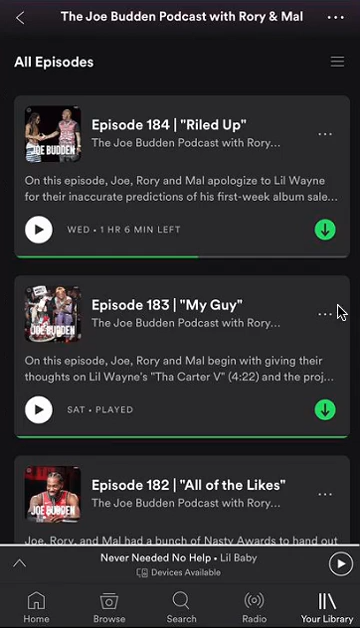 The Joe Budden Podcast with Rory & Mal
All Episodes
JOE BUDDEN
Episode 184 | "Riled Up"
The Joe Budden Podcast with Rory...
On this episode, Joe, Rory and Mal apologize to Lil Wayne
for their inaccurate predictions of his first-week album sale...
WED • 1 HR 6 MIN LEFT
JOE BUDDEN
Episode 183 | "My Guy"
The Joe Budden Podcast with Rory...
On this episode, Joe, Rory and Mal begin with giving their
thoughts on Lil Wayne's "Tha Carter V" (4:22) and the proj...
SAT • PLAYED
JOE BUDDEN
Episode 182 | "All of the Likes"
The Joe Budden Podcast with Rory...
Joe, Rory, and Mal had a bunch of Nasty Awards to hand out
Never Needed No Help • Lil Baby
Devices Available
Home
Browse
Search
Radio
Your Library